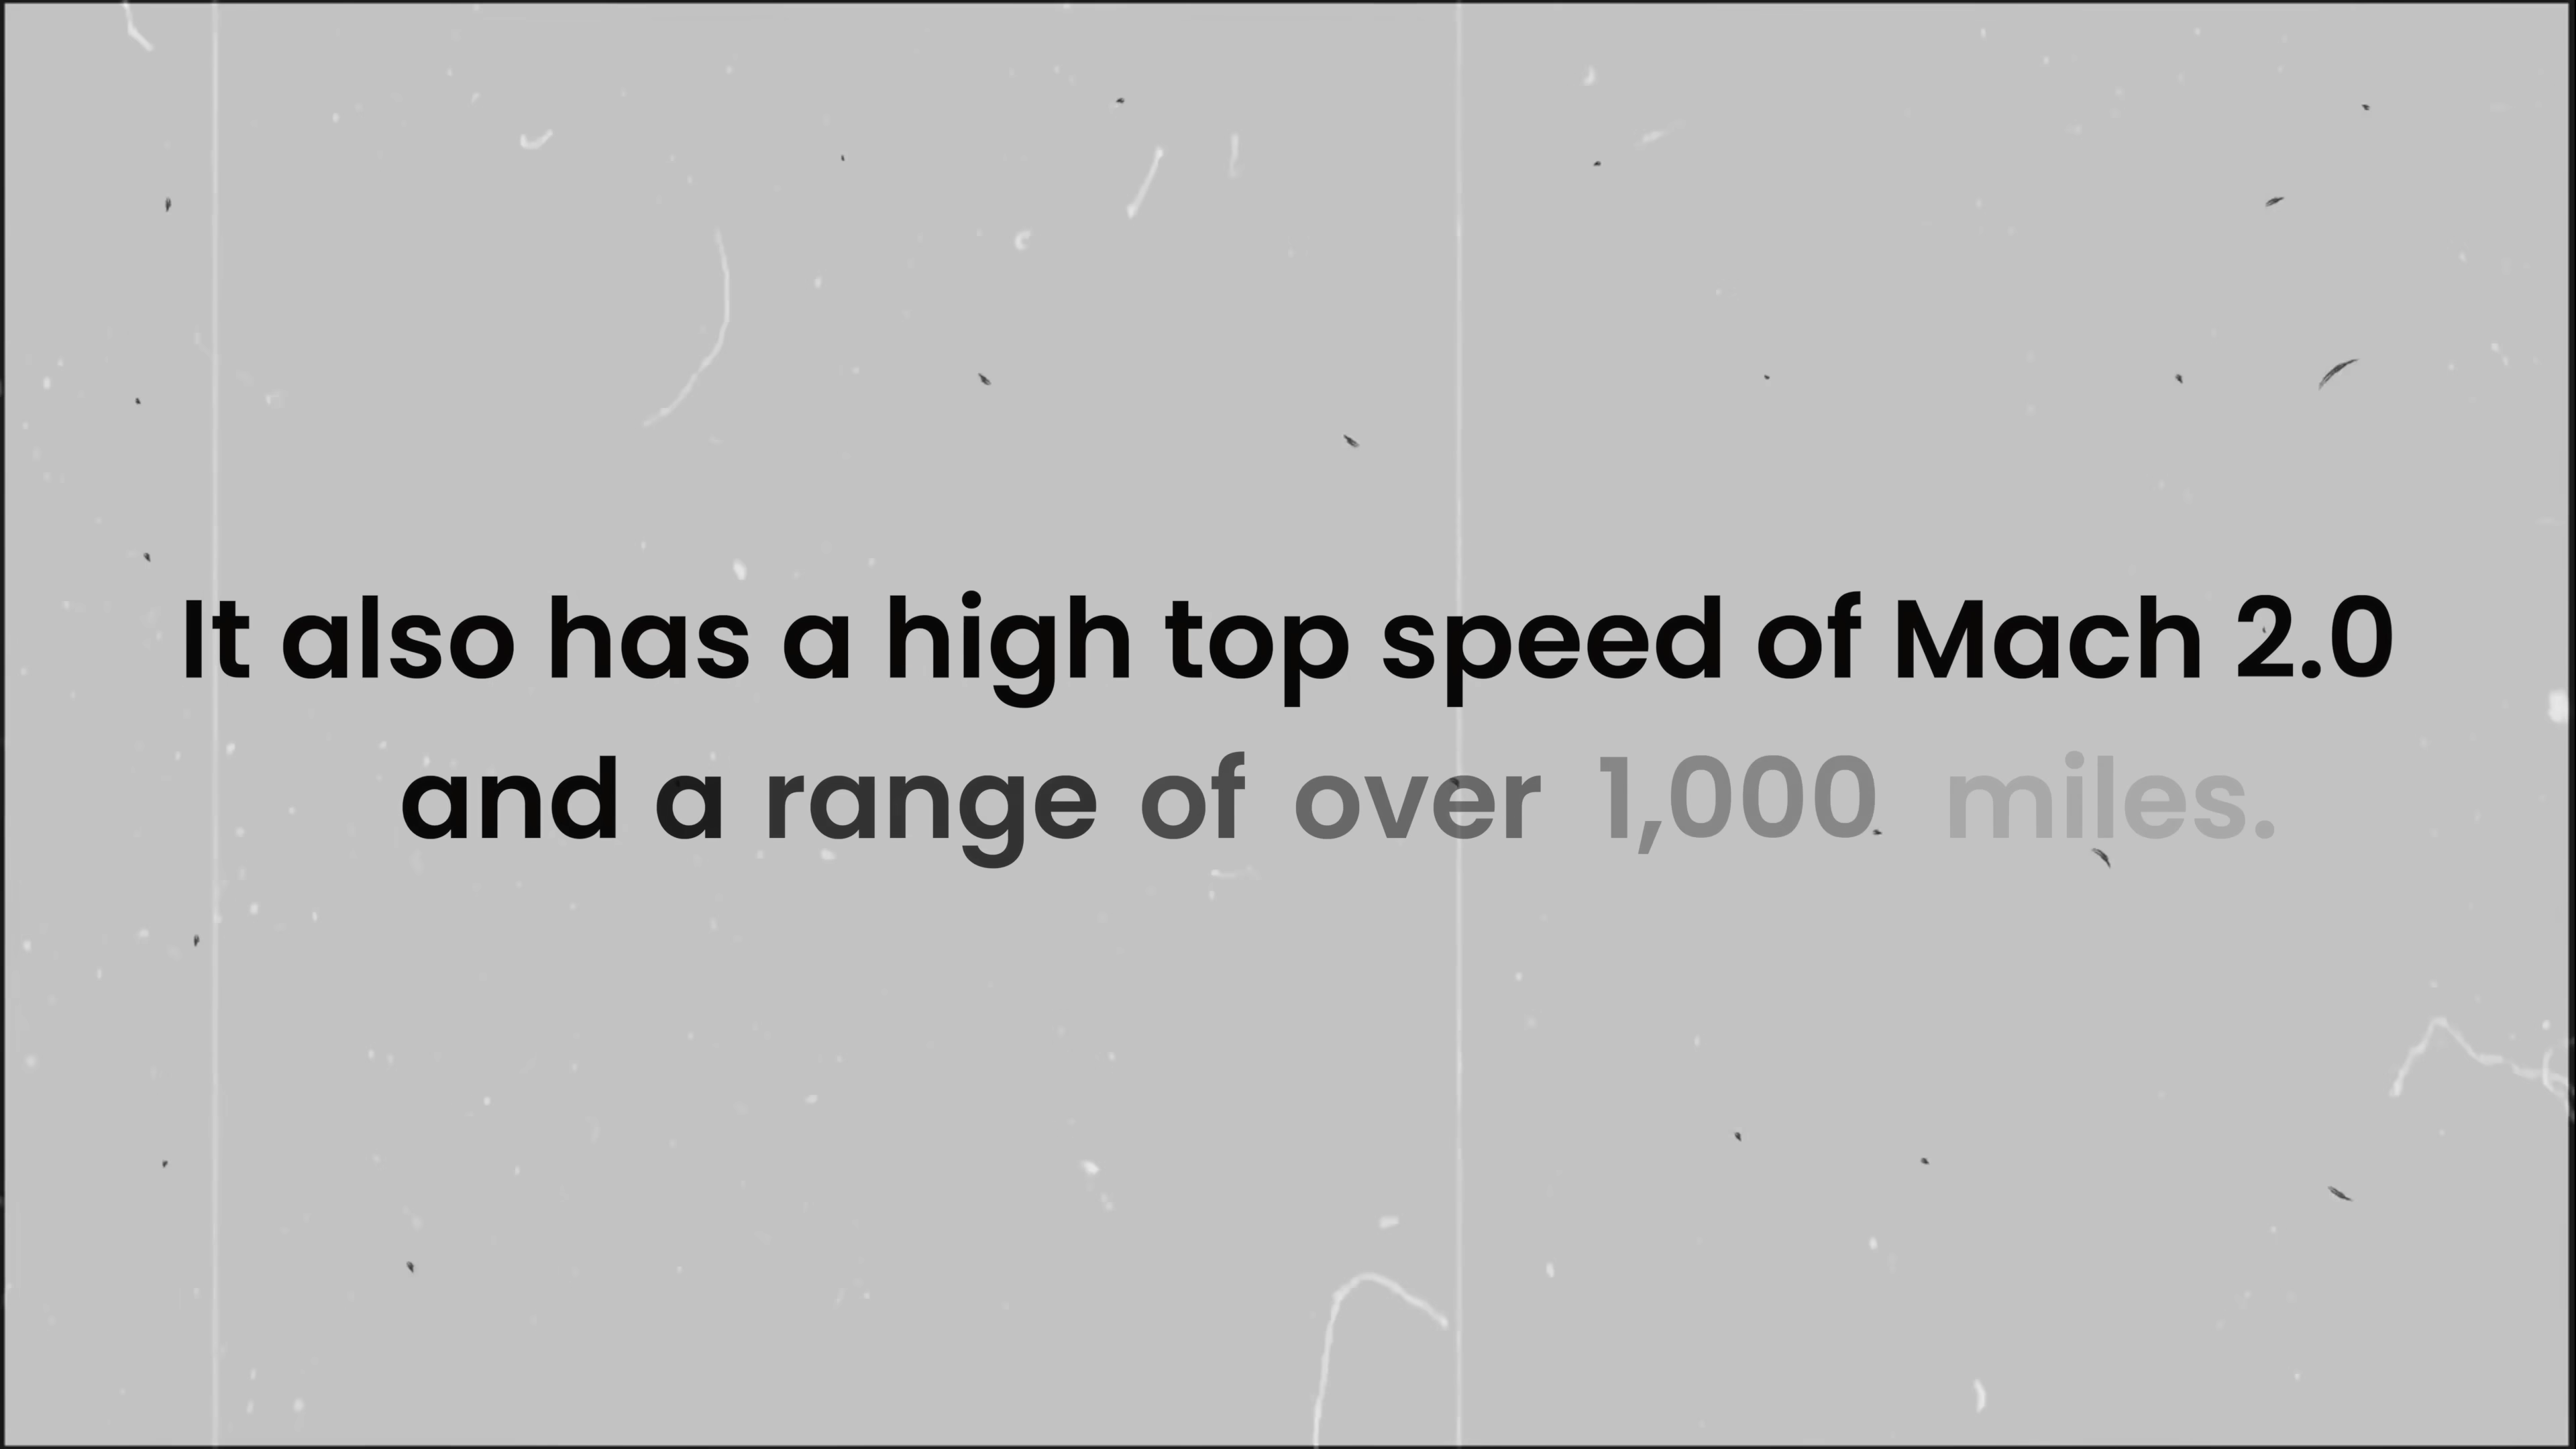 It also has a high top speed of Mach 2.0
and a range of over 1,000 miles.